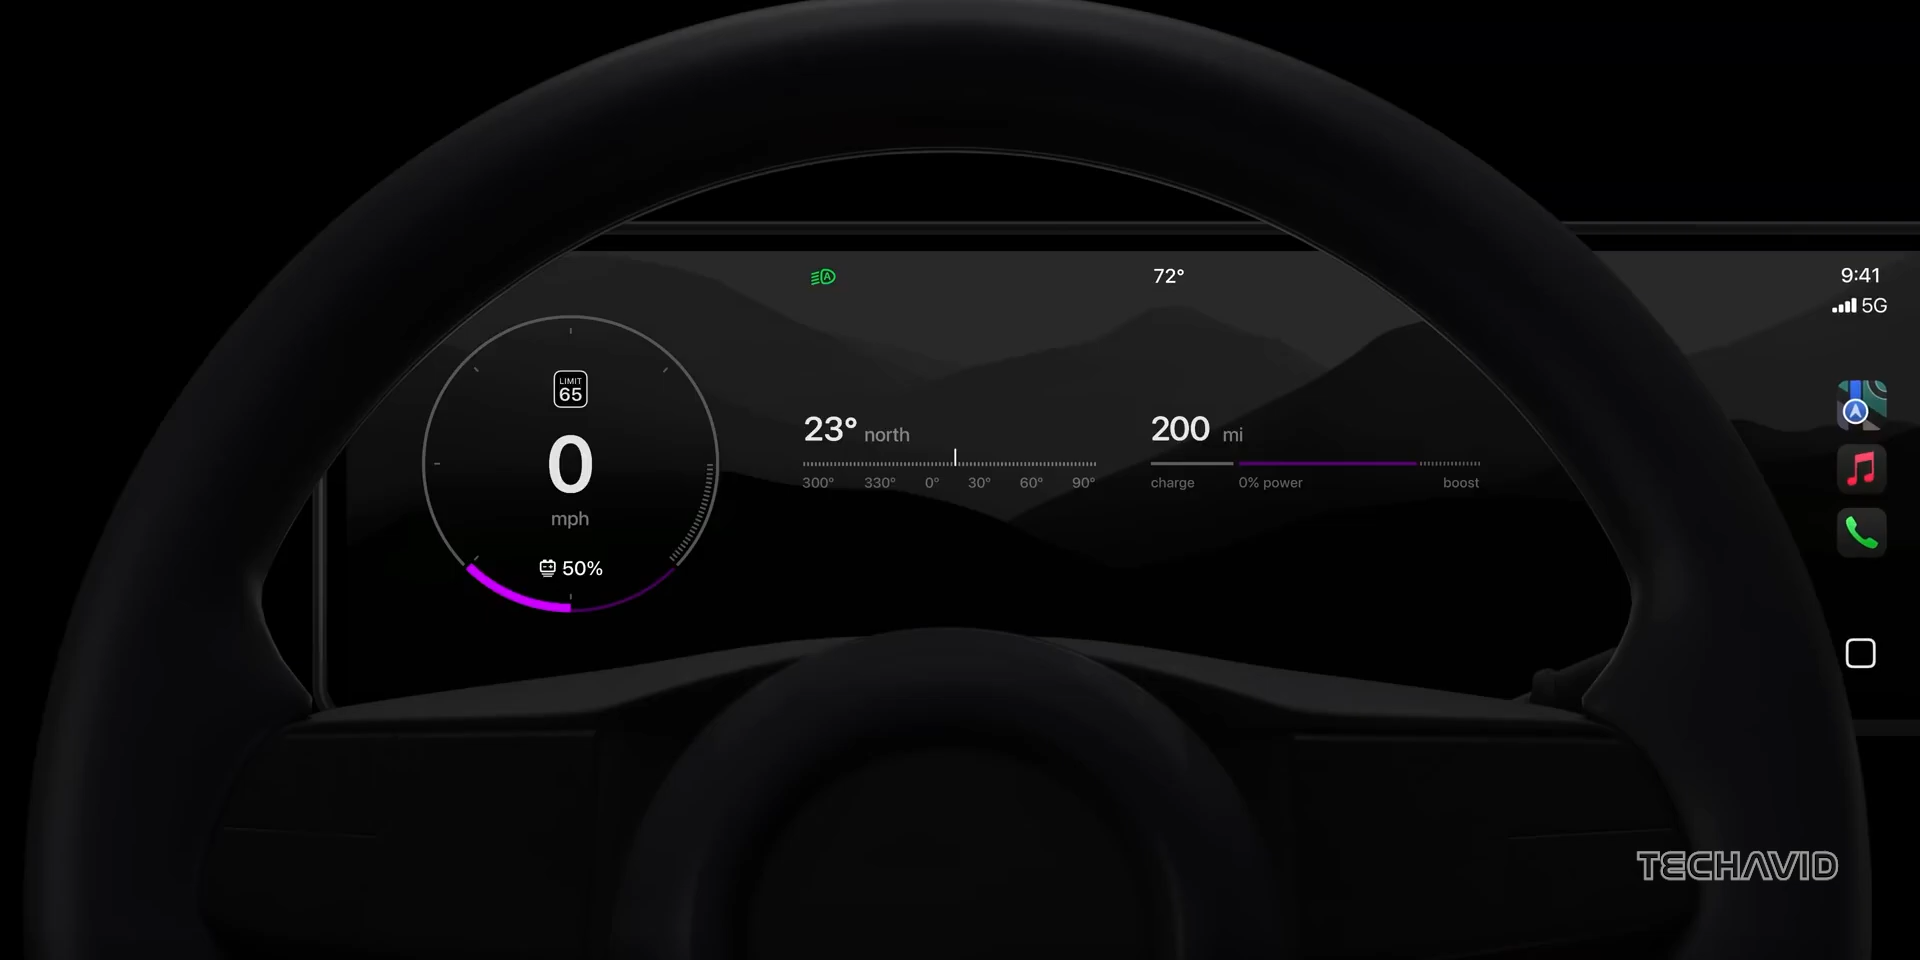 72°
9:41
5G
LIMIT
65
0
mph
50%
23° north
300° 330° 0° 30° 60° 90°
200 mi
charge 0% power boost
TECHAVID